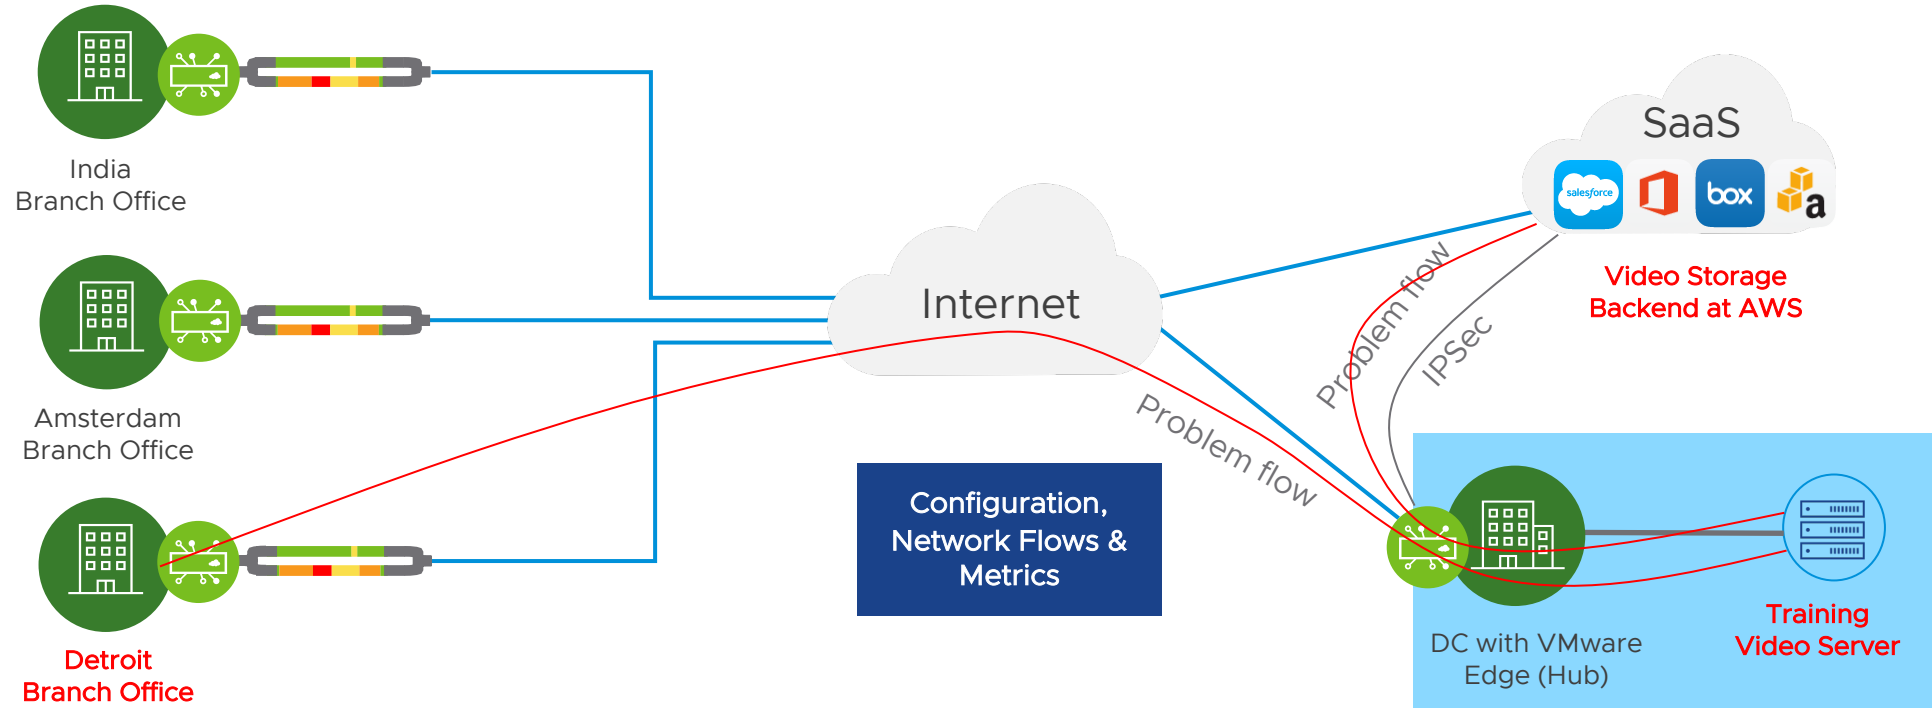 India
Branch Office
Amsterdam
Branch Office
Detroit
Branch Office
Internet
Configuration,
Network Flows &
Metrics
SaaS
salesforce
box
a
Video Storage
Backend at AWS
Problem flow
IPSec
Problem flow
DC with VMware
Edge (Hub)
Training
Video Server